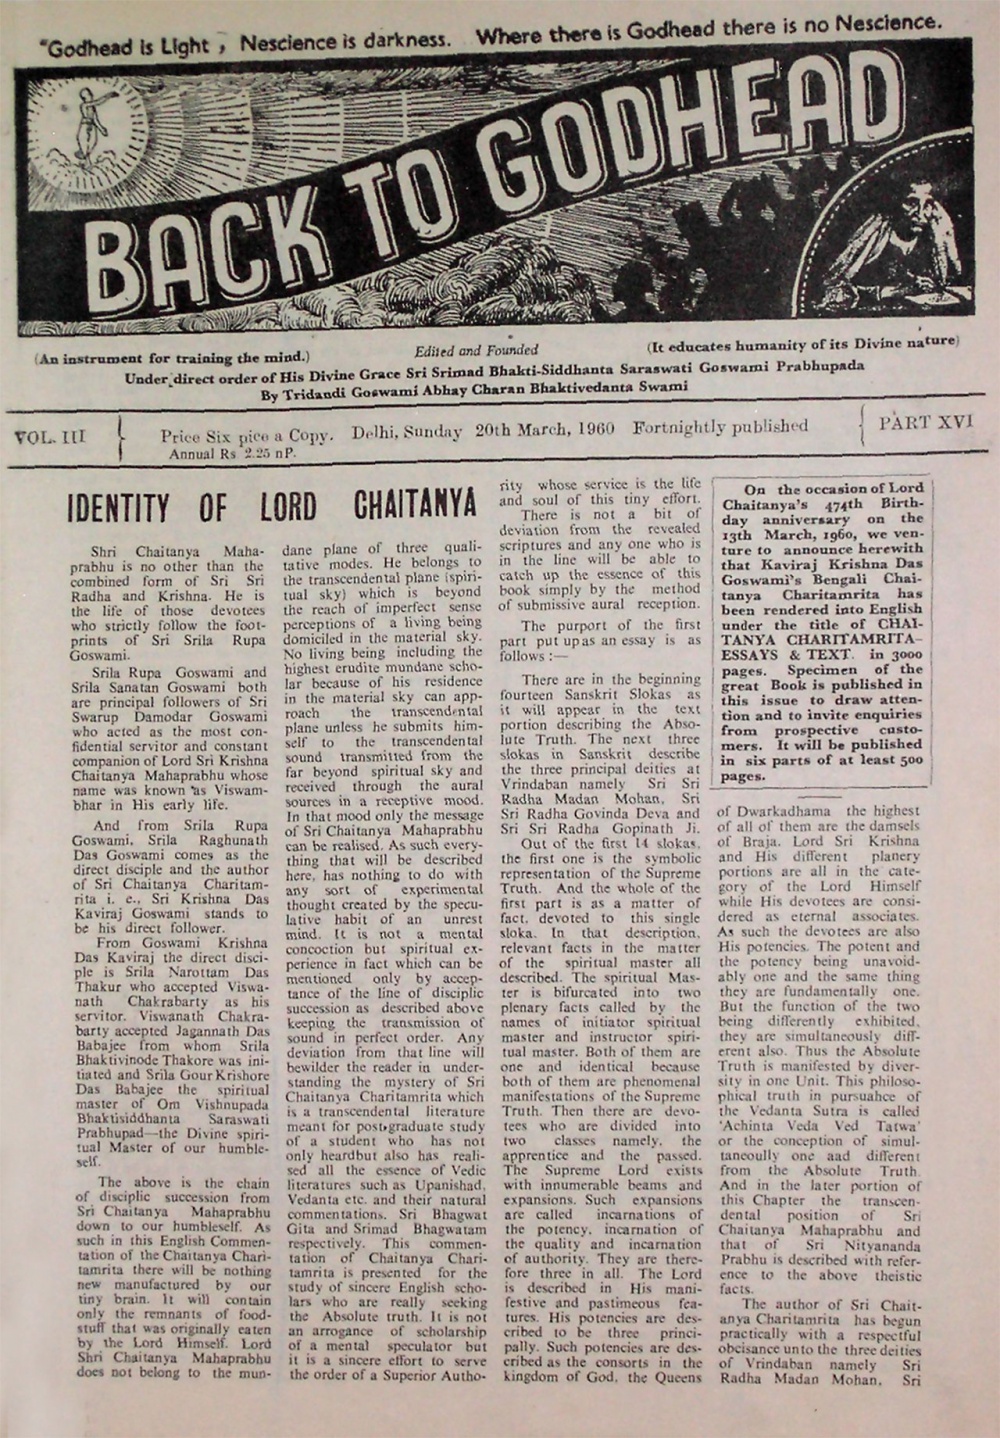 "Godhead is Light , Nescience is darkness. Where there is Godhead there is no Nescience.
BACK TO GODHEAD
(An instrument for training the mind.) Edited and Founded (It educates humanity of its Divine nature)
Under direct order of His Divine Grace Sri Srimad Bhakti-Siddhanta Saraswati Goswami Prabhupada
By Tridandi Goswami Abhay Charan Bhaktivedanta Swami
VOL. III
Price Six pice a Copy. Delhi, Sunday 20th March, 1960 Fortnightly published
Annual Rs 2.25 nP.
PART XVI
IDENTITY OF LORD CHAITANYA
Shri Chaitanya Maha-
prabhu is no other than the
combined form of Sri Sri
Radha and Krishna. He is
the life of those devotees
who strictly follow the foot-
prints of Sri Srila Rupa
Goswami.
Srila Rupa Goswami and
Srila Sanatan Goswami both
are principal followers of Sri
Swarup Damodar Goswami
who acted as the most con-
fidential servitor and constant
companion of Lord Sri Krishna
Chaitanya Mahaprabhu whose
name was known as Viswam-
bhar in His early life.
And from Srila Rupa
Goswami, Srila Raghunath
Das Goswami comes as the
direct disciple and the author
of Sri Chaitanya Charitam-
rita i. e., Sri Krishna Das
Kaviraj Goswami stands to
be his direct follower.
From Goswami Krishna
Das Kaviraj the direct disci-
ple is Srila Narottam Das
Thakur who accepted Viswa-
nath Chakrabarty as his
servitor. Viswanath Chakra-
barty accepted Jagannath Das
Babajee from whom Srila
Bhaktivinode Thakore was ini-
tiated and Srila Gour Krishore
Das Babajee the spiritual
master of Om Vishnupada
Bhaktisiddhanta Saraswati
Prabhupad—the Divine spiri-
tual Master of our humble-
self.
The above is the chain
of disciplic succession from
Sri Chaitanya Mahaprabhu
down to our humbleself. As
such in this English Commen-
tation of the Chaitanya Chari-
tamrita there will be nothing
new manufactured by our
tiny brain. It will contain
only the remnants of food-
stuff that was originally eaten
by the Lord Himself. Lord
Shri Chaitanya Mahaprabhu
does not belong to the mun-
dane plane of three quali-
tative modes. He belongs to
the transcendental plane (spiri-
tual sky) which is beyond
the reach of imperfect sense
perceptions of a living being
domiciled in the material sky.
No living being including the
highest erudite mundane scho-
lar because of his residence
in the material sky can app-
roach the transcendental
plane unless he submits him-
self to the transcendental
sound transmitted from the
far beyond spiritual sky and
received through the aural
sources in a receptive mood.
In that mood only the message
of Sri Chaitanya Mahaprabhu
can be realised. As such every-
thing that will be described
here, has nothing to do with
any sort of experimental
thought created by the specu-
lative habit of an unrest
mind. It is not a mental
concoction but spiritual ex-
perience in fact which can be
mentioned only by accep-
tance of the line of disciplic
succession as described above
keeping the transmission of
sound in perfect order. Any
deviation from that line will
bewilder the reader in under-
standing the mystery of Sri
Chaitanya Charitamrita which
is a transcendental literature
meant for postgraduate study
of a student who has not
only heardbut also has reali-
sed all the essence of Vedic
literatures such as Upanishad,
Vedanta etc. and their natural
commentations. Sri Bhagwat
Gita and Srimad Bhagwatam
respectively. This commen-
tation of Chaitanya Chari-
tamrita is presented for the
study of sincere English scho-
lars who are really seeking
the Absolute truth. It is not
an arrogance of scholarship
of a mental speculator but
it is a sincere effort to serve
the order of a Superior Autho-
rity whose service is the life
and soul of this tiny effort.
There is not a bit of
deviation from the revealed
scriptures and any one who is
in the line will be able to
catch up the essence of this
book simply by the method
of submissive aural reception.
The purport of the first
part put upas an essay is as
follows :—
There are in the beginning
fourteen Sanskrit Slokas as
it will appear in the text
portion describing the Abso-
lute Truth. The next three
slokas in Sanskrit describe
the three principal deities at
Vrindaban namely Sri Sri
Radha Madan Mohan, Sri
Sri Radha Govinda Deva and
Sri Sri Radha Gopinath Ji.
Out of the first 14 slokas,
the first one is the symbolic
representation of the Supreme
Truth. And the whole of the
first part is as a matter of
fact, devoted to this single
sloka. In that description,
relevant facts in the matter
of the spiritual master all
described. The spiritual Mas-
ter is bifurcated into two
plenary facts called by the
names of initiator spiritual
master and instructor spiri-
tual master. Both of them are
one and identical because
both of them are phenomenal
manifestations of the Supreme
Truth. Then there are devo-
tees who are divided into
two classes namely, the
apprentice and the passed.
The Supreme Lord exists
with innumerable beams and
expansions. Such expansions
are called incarnations of
the potency, incarnation of
the quality and incarnation
of authority. They are there-
fore three in all. The Lord
is described in His mani-
festive and pastimeous fea-
tures. His potencies are des-
cribed to be three princi-
pally. Such potencies are des-
cribed as the consorts in the
kingdom of God, the Queens
On the occasion of Lord
Chaitanya's 474th Birth-
day anniversary on the
13th March, 1960, we ven-
ture to announce herewith
that Kaviraj Krishna Das
Goswami's Bengali Chai-
tanya Charitamrita has
been rendered into English
under the title of CHAI-
TANYA CHARITAMRITA-
ESSAYS & TEXT. in 3000
pages. Specimen of the
great Book is published in
this issue to draw atten-
tion and to invite enquiries
from prospective custo-
mers. It will be published
in six parts of at least 500
pages.
of Dwarkadhama the highest
of all of them are the damsels
of Braja. Lord Sri Krishna
and His different planery
portions are all in the cate-
gory of the Lord Himself
while His devotees are consi-
dered as eternal associates.
As such the devotees are also
His potencies. The potent and
the potency being unavoid-
ably one and the same thing
they are fundamentally one.
But the function of the two
being differently exhibited,
they are simultaneously diff-
erent also. Thus the Absolute
Truth is manifested by diver-
sity in one Unit. This philoso-
phical truth in pursuance of
the Vedanta Sutra is called
'Achinta Veda Ved Tatwa'
or the conception of simul-
taneoully one aad different
from the Absolute Truth.
And in the later portion of
this Chapter the transcen-
dental position of Sri
Chaitanya Mahaprabhu and
that of Sri Nityananda
Prabhu is described with refer-
ence to the above theistic
facts.
The author of Sri Chait-
anya Charitamrita has begun
practically with a respectful
obeisance unto the three deities
of Vrindaban namely Sri
Radha Madan Mohan, Sri